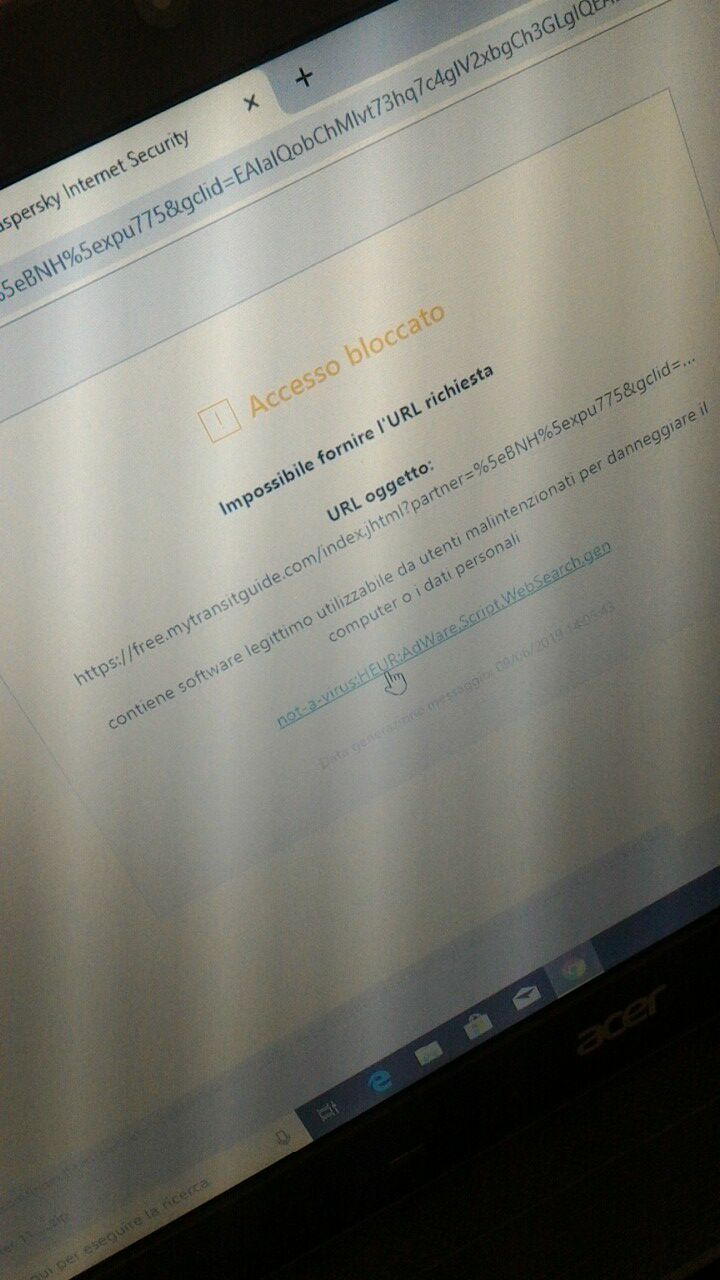 aspersky Internet Security
%5eBNH%5expu775&gclid=EAIaIQobChMIvt73hq7c4gIV2xbgCh3GLgIQEA
Accesso bloccato
Impossibile fornire l'URL richiesta
URL oggetto:
https://free.mytransitguide.com/index.jhtml?partner=%5eBNH%5expu775&gclid=...
contiene software legittimo utilizzabile da utenti malintenzionati per danneggiare il
computer o i dati personali
not-a-virus:HEUR:AdWare.Script.WebSearch.gen
Data generazione messaggio: 09/06/2019 14:05:43
acer
qui per eseguire la ricerca